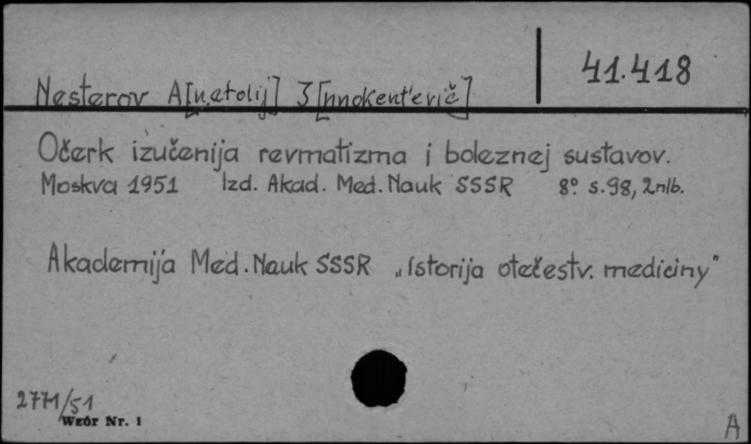 41.418
Nesterov A[natolij] I[nnokent'evič]
Očerk izučenija revmatizma i boleznej sustavov.
Moskva 1951 Izd. Akad. Med. Nauk SSSR 8° s.98, 2nlb.
Akademija Med. Nauk SSSR „Istorija otečestv. mediciny"
2771/51
Wzór Nr. 1
A